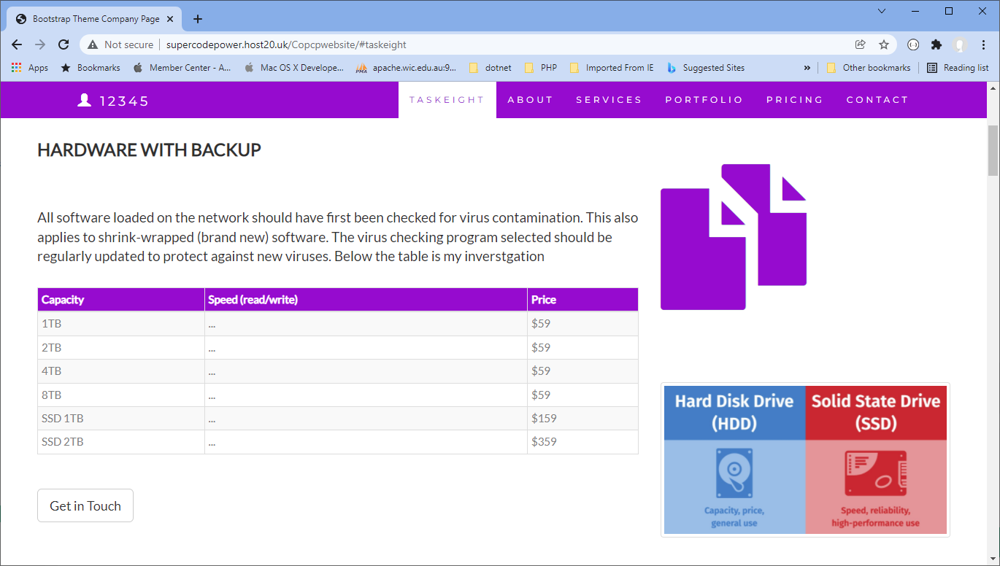 Bootstrap Theme Company Page
Not secure supercodepower.host20.uk/Copcpwebsite/#taskeight
Apps Bookmarks Member Center - A... Mac OS X Develope... PMA apache.wic.edu.au:9... dotnet PHP Imported From IE Suggested Sites » Other bookmarks Reading list
12345 TASKEIGHT ABOUT SERVICES PORTFOLIO PRICING CONTACT
HARDWARE WITH BACKUP
All software loaded on the network should have first been checked for virus contamination. This also
applies to shrink-wrapped (brand new) software. The virus checking program selected should be
regularly updated to protect against new viruses. Below the table is my inverstgation
Capacity Speed (read/write) Price
1TB ... $59
2TB ... $59
4TB ... $59
8TB ... $59
SSD 1TB ... $159
SSD 2TB ... $359
Get in Touch
Hard Disk Drive
(HDD)
Capacity, price,
general use
Solid State Drive
(SSD)
Speed, reliability,
high-performance use